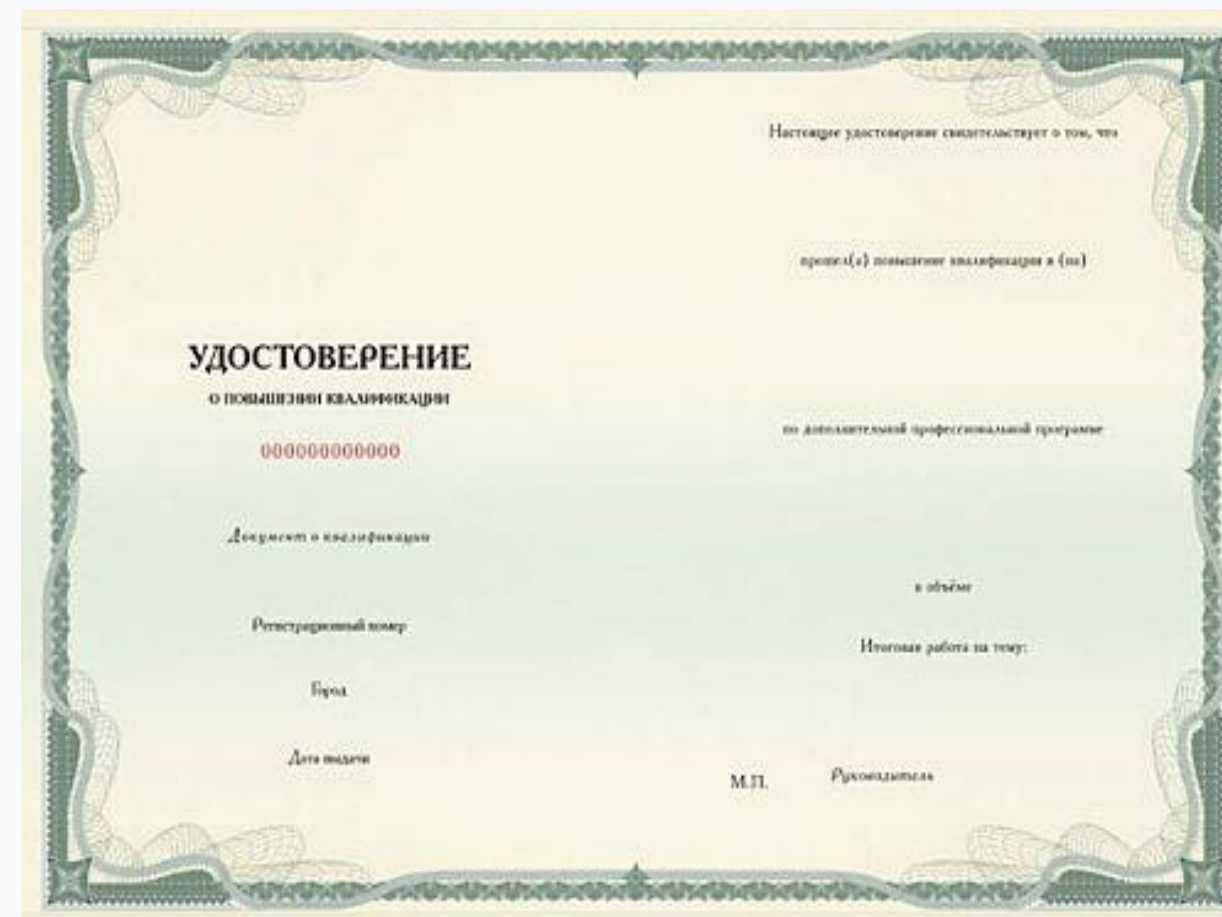 УДОСТОВЕРЕНИЕ
О ПОВЫШЕНИИ КВАЛИФИКАЦИИ
000000000000
Документ о квалификации
Регистрационный номер
Город
Дата выдачи
Настоящее удостоверение свидетельствует о том, что
прошел(а) повышение квалификации в (на)
по дополнительной профессиональной программе
в объёме
Итоговая работа на тему:
М.П. Руководитель